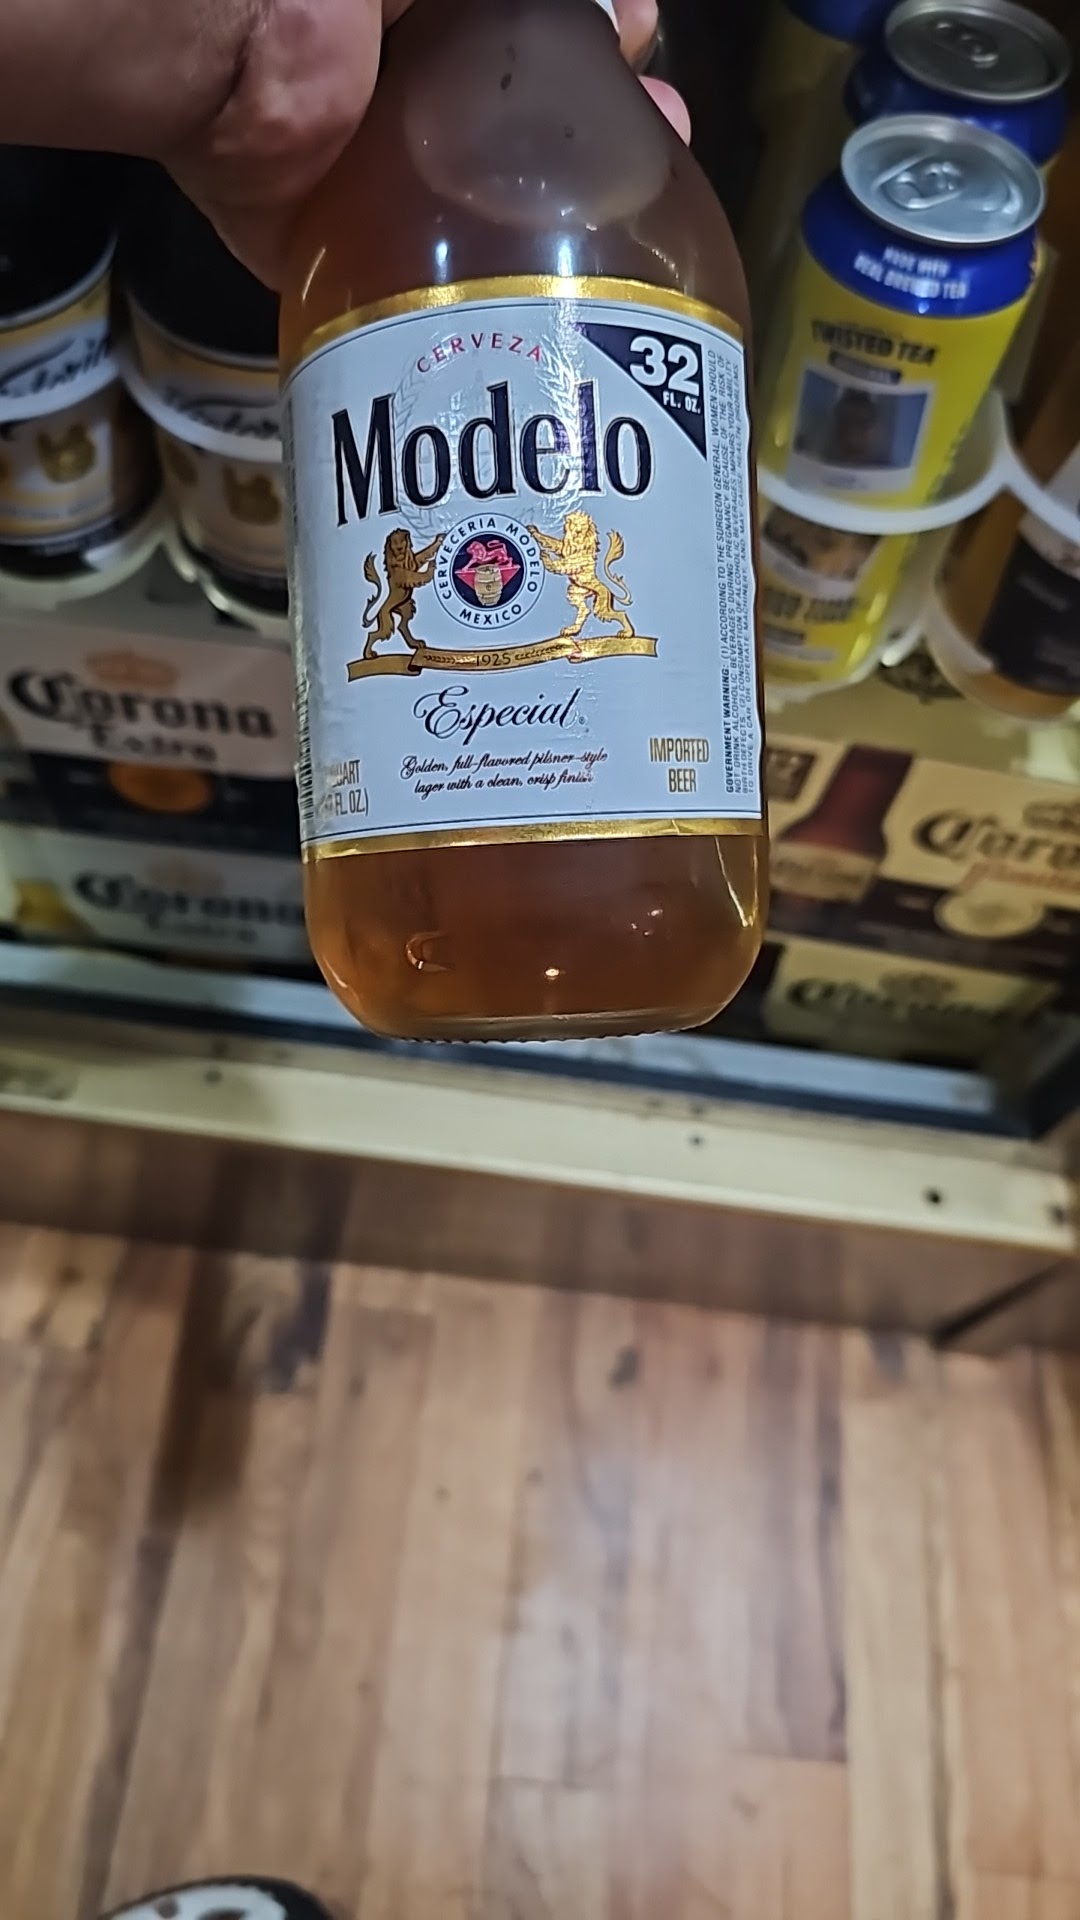 CERVEZA
32
FL. OZ.
Modelo
CERVECERIA MODELO
MEXICO
1925
Especial
Golden, full-flavored pilsner-style
lager with a clean, crisp finish
IMPORTED
BEER
FL. OZ.)
GOVERNMENT WARNING: (1) ACCORDING TO THE SURGEON GENERAL, WOMEN SHOULD
NOT DRINK ALCOHOLIC BEVERAGES DURING PREGNANCY BECAUSE OF THE RISK OF
BIRTH DEFECTS. (2) CONSUMPTION OF ALCOHOLIC BEVERAGES IMPAIRS YOUR ABILITY
TO DRIVE A CAR OR OPERATE MACHINERY, AND MAY CAUSE HEALTH PROBLEMS.
MADE WITH
REAL BREWED TEA
TWISTED TEA
Corona
Extra
Corona
Extra